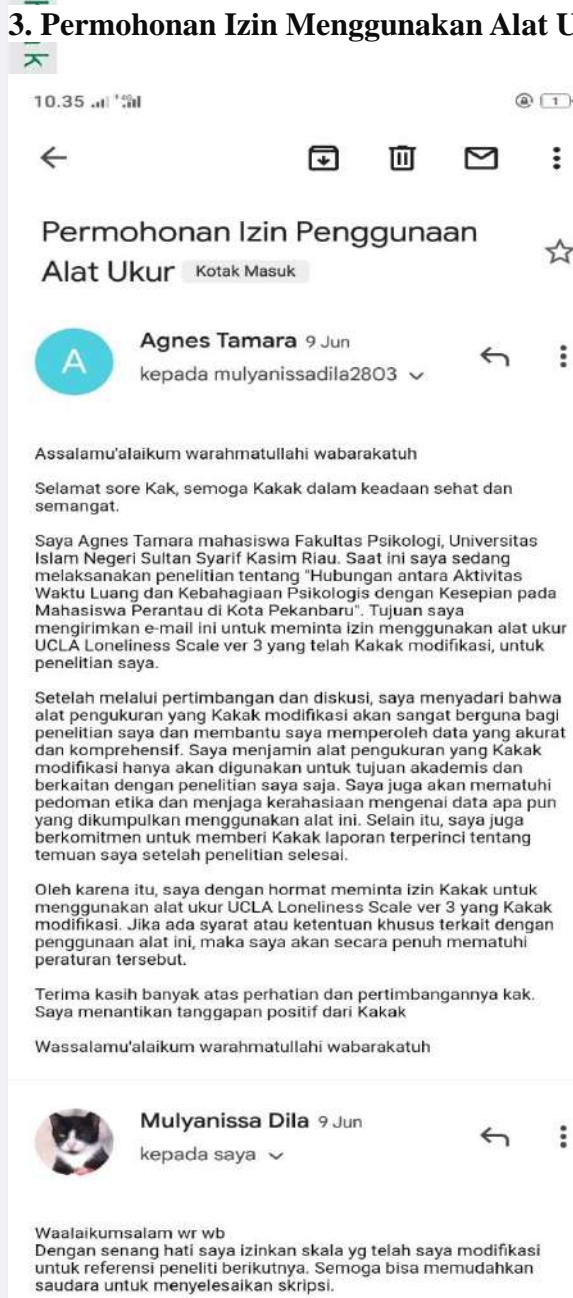 3. Permohonan Izin Menggunakan Alat U
k
10.35
1
Permohonan Izin Penggunaan
Alat Ukur Kotak Masuk
A
Agnes Tamara 9 Jun
kepada mulyanissadila2803
Assalamu'alaikum warahmatullahi wabarakatuh
Selamat sore Kak, semoga Kakak dalam keadaan sehat dan
semangat.
Saya Agnes Tamara mahasiswa Fakultas Psikologi, Universitas
Islam Negeri Sultan Syarif Kasim Riau. Saat ini saya sedang
melaksanakan penelitian tentang "Hubungan antara Aktivitas
Waktu Luang dan Kebahagiaan Psikologis dengan Kesepian pada
Mahasiswa Perantau di Kota Pekanbaru". Tujuan saya
mengirimkan e-mail ini untuk meminta izin menggunakan alat ukur
UCLA Loneliness Scale ver 3 yang telah Kakak modifikasi, untuk
penelitian saya.
Setelah melalui pertimbangan dan diskusi, saya menyadari bahwa
alat pengukuran yang Kakak modifikasi akan sangat berguna bagi
penelitian saya dan membantu saya memperoleh data yang akurat
dan komprehensif. Saya menjamin alat pengukuran yang Kakak
modifikasi hanya akan digunakan untuk tujuan akademis dan
berkaitan dengan penelitian saya saja. Saya juga akan mematuhi
pedoman etika dan menjaga kerahasiaan mengenai data apa pun
yang dikumpulkan menggunakan alat ini. Selain itu, saya juga
berkomitmen untuk memberi Kakak laporan terperinci tentang
temuan saya setelah penelitian selesai.
Oleh karena itu, saya dengan hormat meminta izin Kakak untuk
menggunakan alat ukur UCLA Loneliness Scale ver 3 yang Kakak
modifikasi. Jika ada syarat atau ketentuan khusus terkait dengan
penggunaan alat ini, maka saya akan secara penuh mematuhi
peraturan tersebut.
Terima kasih banyak atas perhatian dan pertimbangannya kak.
Saya menantikan tanggapan positif dari Kakak
Wassalamu'alaikum warahmatullahi wabarakatuh
Mulyanissa Dila 9 Jun
kepada saya
Waalaikumsalam wr wb
Dengan senang hati saya izinkan skala yg telah saya modifikasi
untuk referensi peneliti berikutnya. Semoga bisa memudahkan
saudara untuk menyelesaikan skripsi.